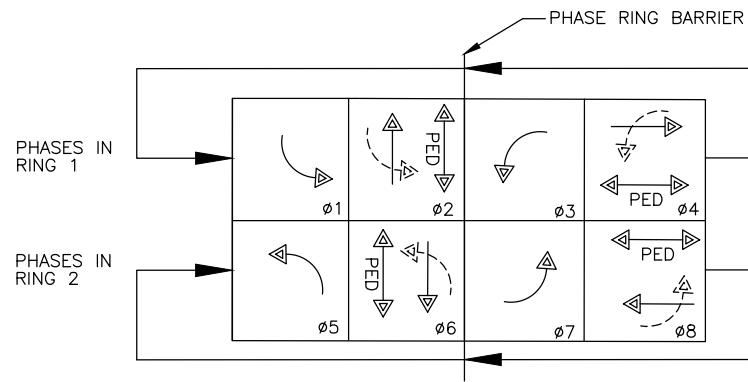 PHASE RING BARRIER
PHASES IN
RING 1
PED
PED
ø1
ø2
ø3
ø4
PHASES IN
RING 2
PED
PED
ø5
ø6
ø7
ø8